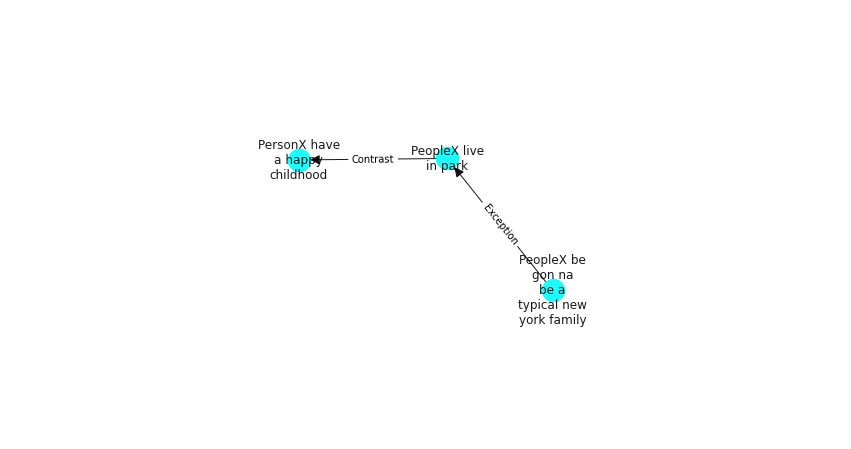 PersonX have
a happy
childhood
Contrast
PeopleX live
in park
Exception
PeopleX be
gon na
be a
typical new
york family